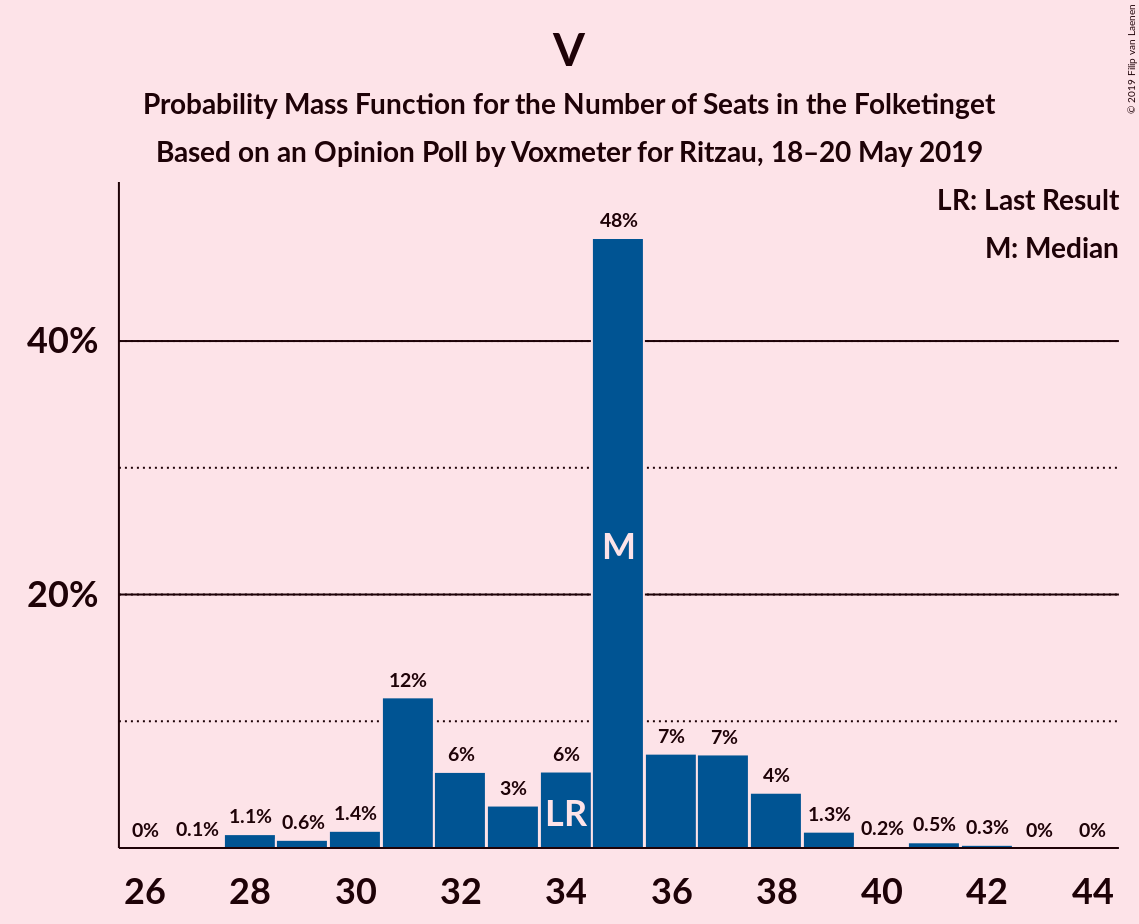 V
Probability Mass Function for the Number of Seats in the Folketinget
Based on an Opinion Poll by Voxmeter for Ritzau, 18–20 May 2019
© 2019 Filip van Laenen
LR: Last Result
M: Median
40%
20%
0% 0.1% 1.1% 0.6% 1.4% 12% 6% 3% 6% 48% 7% 7% 4% 1.3% 0.2% 0.5% 0.3% 0% 0%
M
LR
26 28 30 32 34 36 38 40 42 44